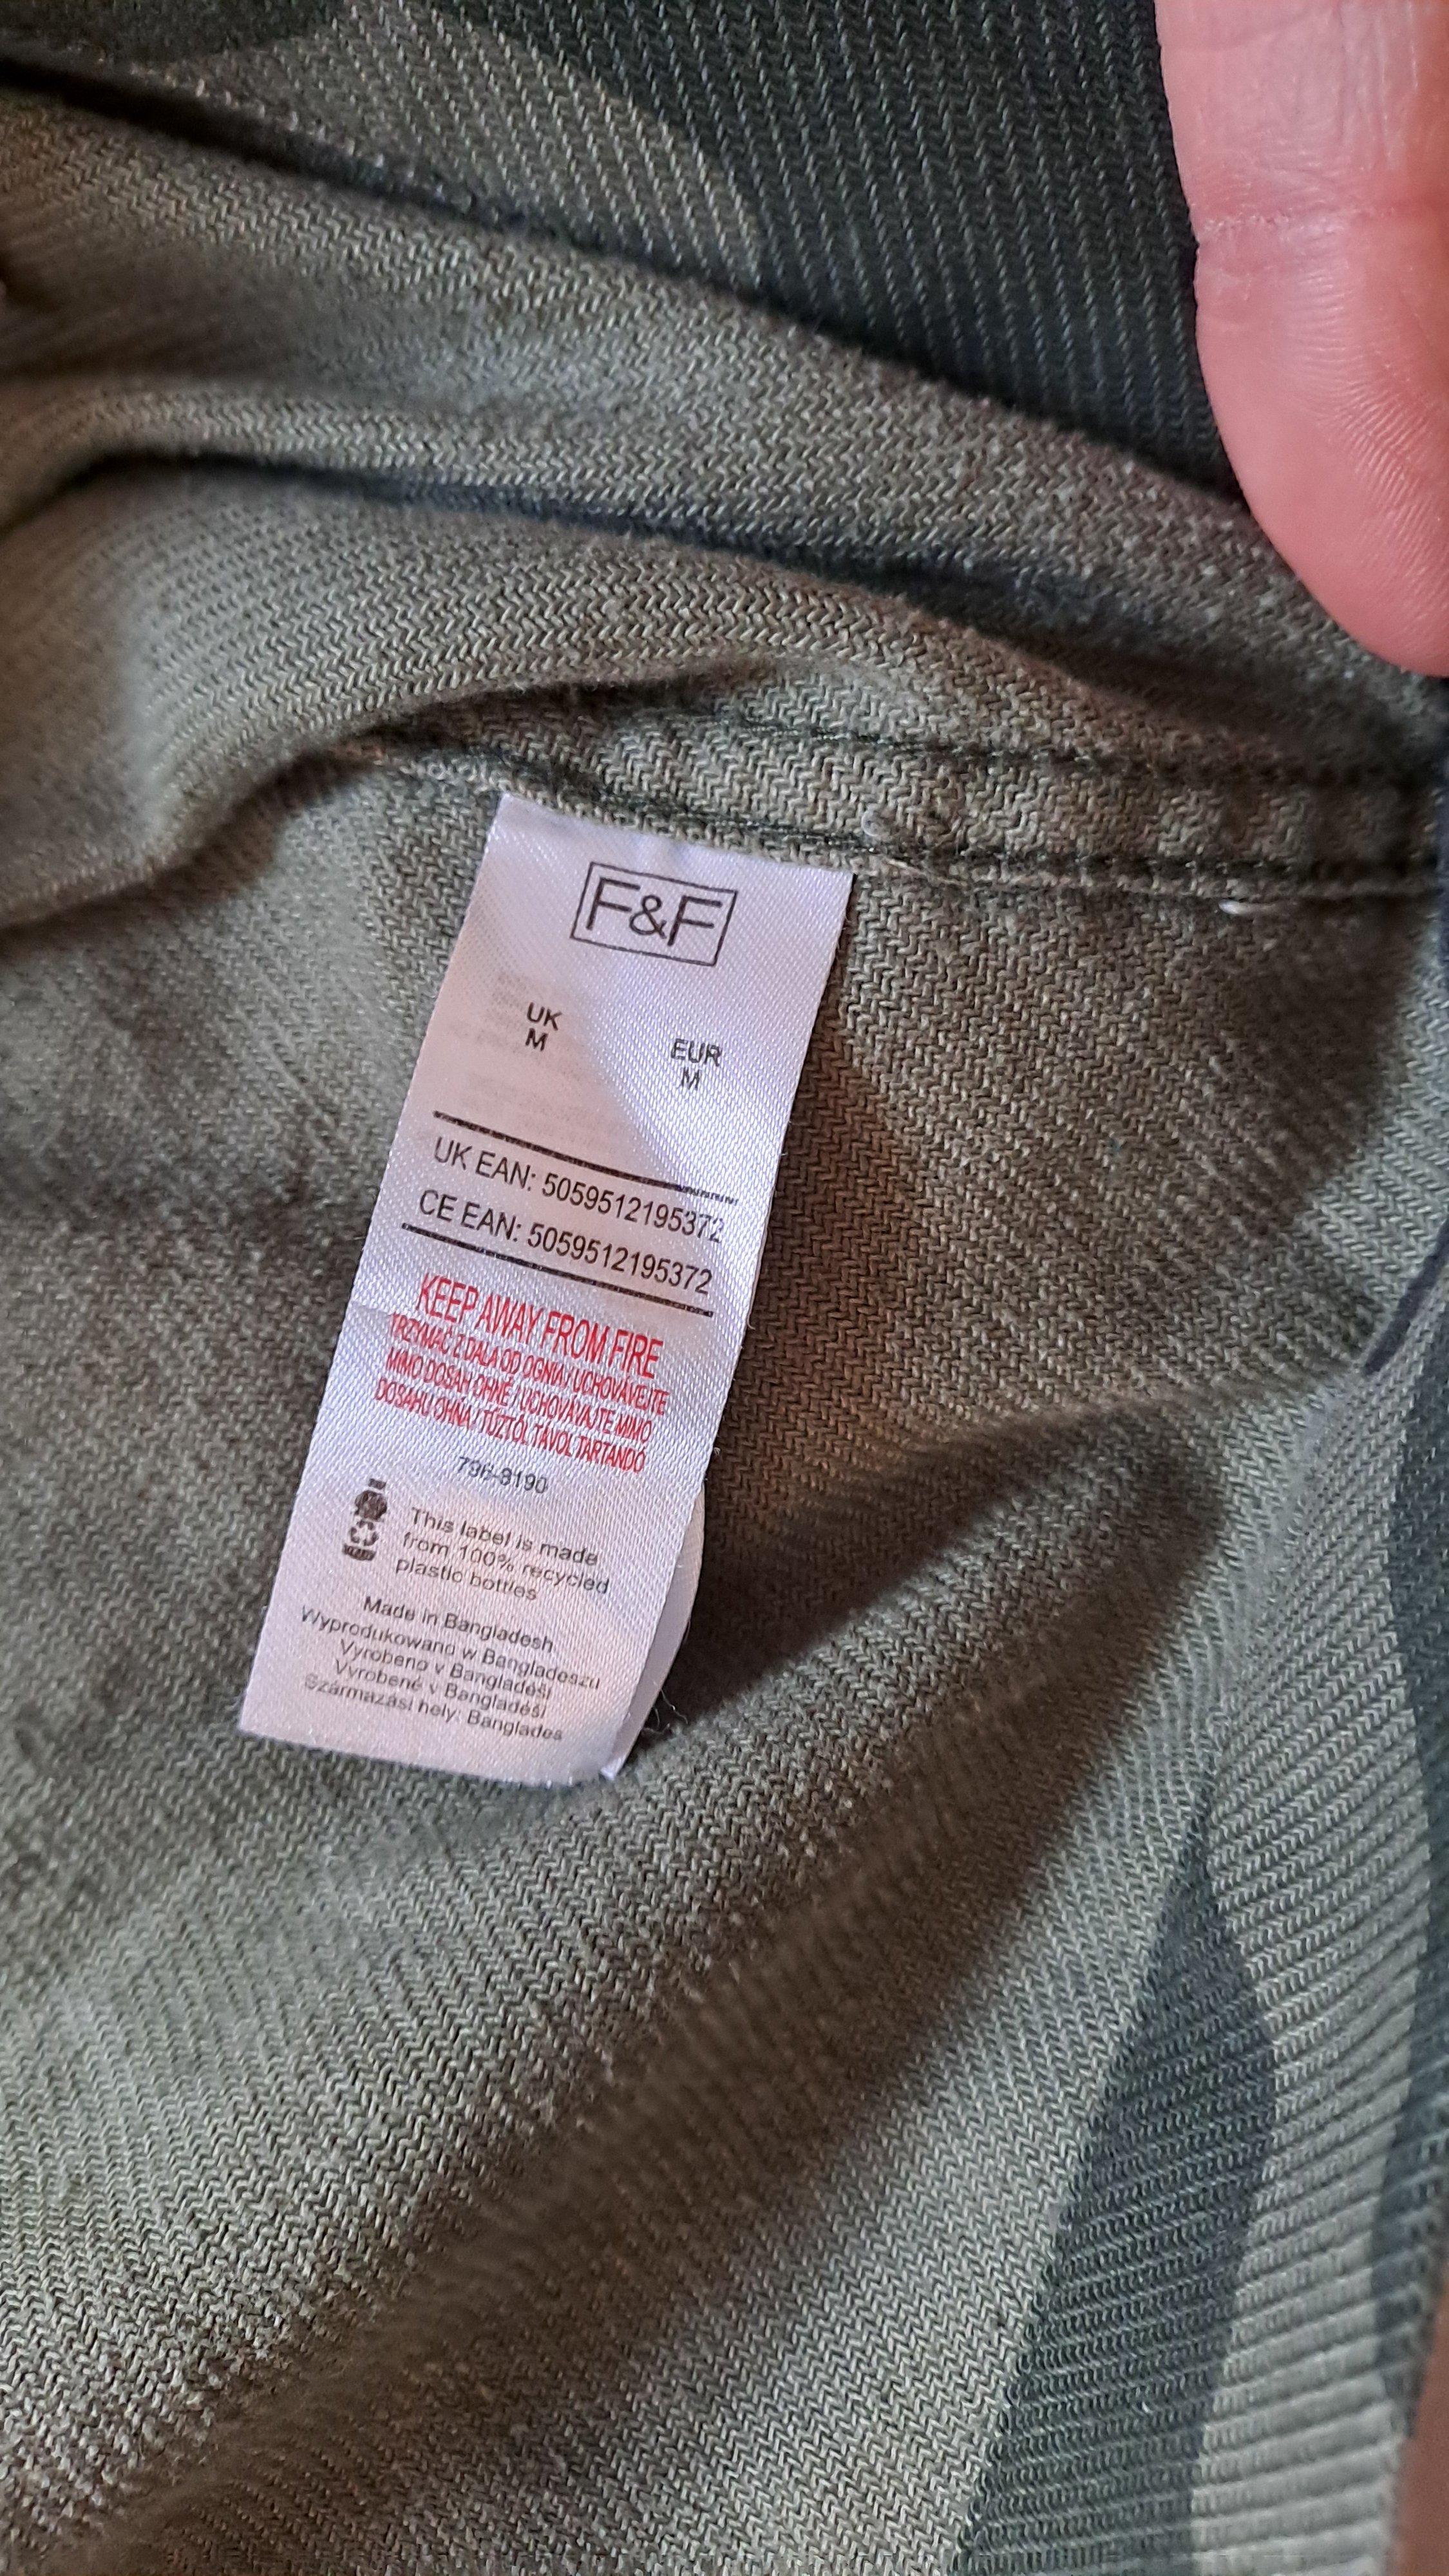 F&F
UK
M
EUR
M
UK EAN: 5059512195372
CE EAN: 5059512195372
KEEP AWAY FROM FIRE
TRZYMAĆ Z DALA OD OGNIA / UCHOVÁVEJTE
MIMO DOSAH OHNĚ / UCHOVÁVAJTE MIMO
DOSAHU OHŇA / TŰZTŐL TÁVOL TARTANDÓ
This label is made
from 100% recycled
plastic bottles
Made in Bangladesh
Wyprodukowano w Bangladeszu
Vyrobeno v Bangladéši
Vyrobené v Bangladéši
Származási hely: Banglades